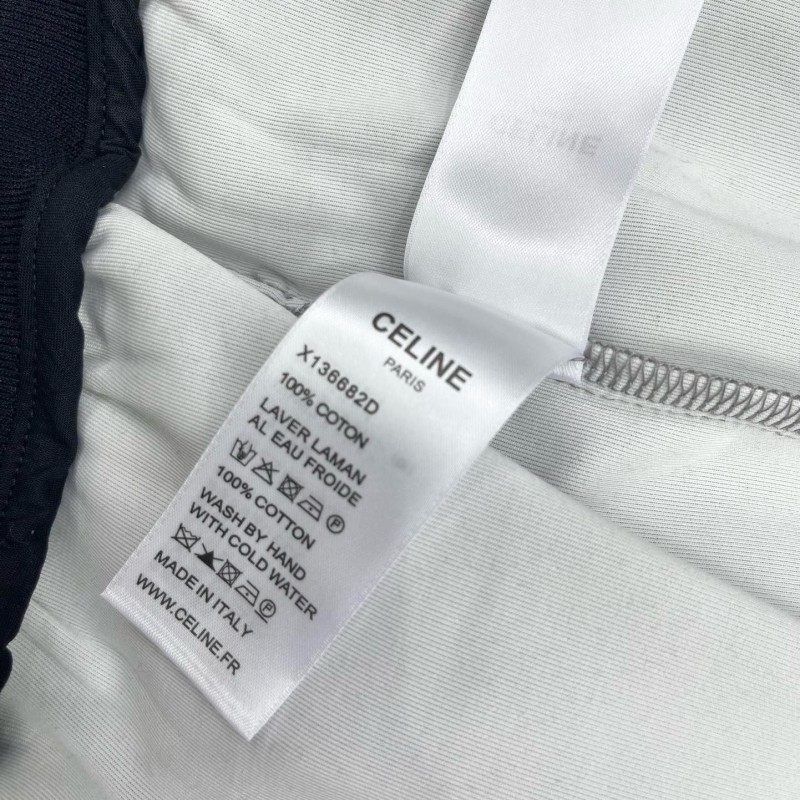 CELINE
CELINE
PARIS
X136682D
100% COTON
LAVER LAMAN
AL EAU FROIDE
P
100% COTTON
WASH BY HAND
WITH COLD WATER
P
MADE IN ITALY
WWW.CELINE.FR